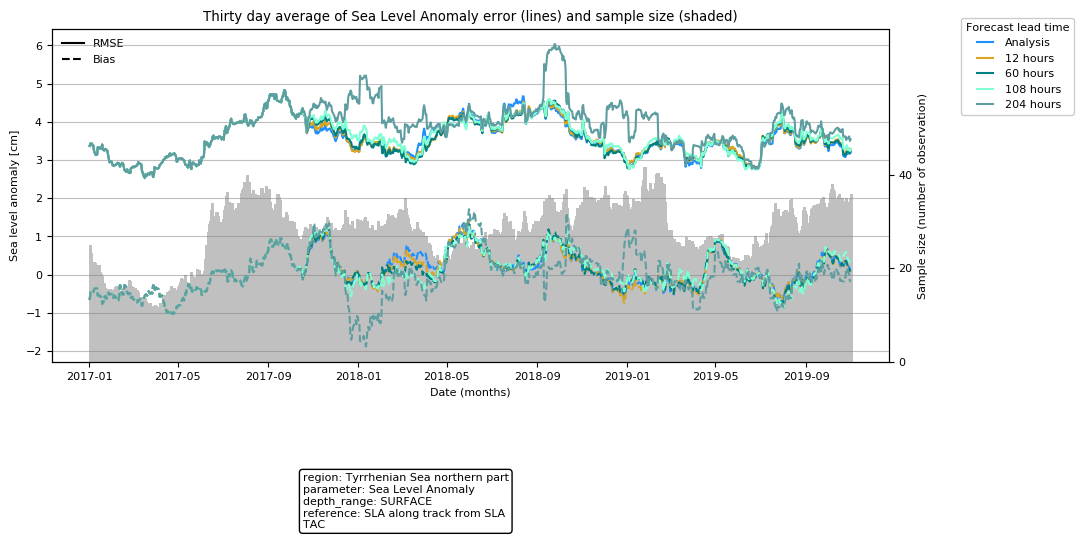 Thirty day average of Sea Level Anomaly error (lines) and sample size (shaded)
Forecast lead time
Analysis
12 hours
60 hours
108 hours
204 hours
RMSE
Bias
Sea level anomaly [cm]
6
5
4
3
2
1
0
−1
−2
Sample size (number of observation)
40
20
0
2017-01
2017-05
2017-09
2018-01
2018-05
2018-09
2019-01
2019-05
2019-09
Date (months)
region: Tyrrhenian Sea northern part
parameter: Sea Level Anomaly
depth_range: SURFACE
reference: SLA along track from SLA
TAC